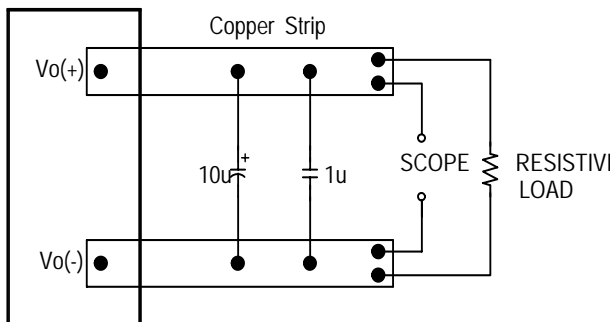 Copper Strip
Vo(+)
+
10u
1u
SCOPE
RESISTIVE
LOAD
Vo(-)